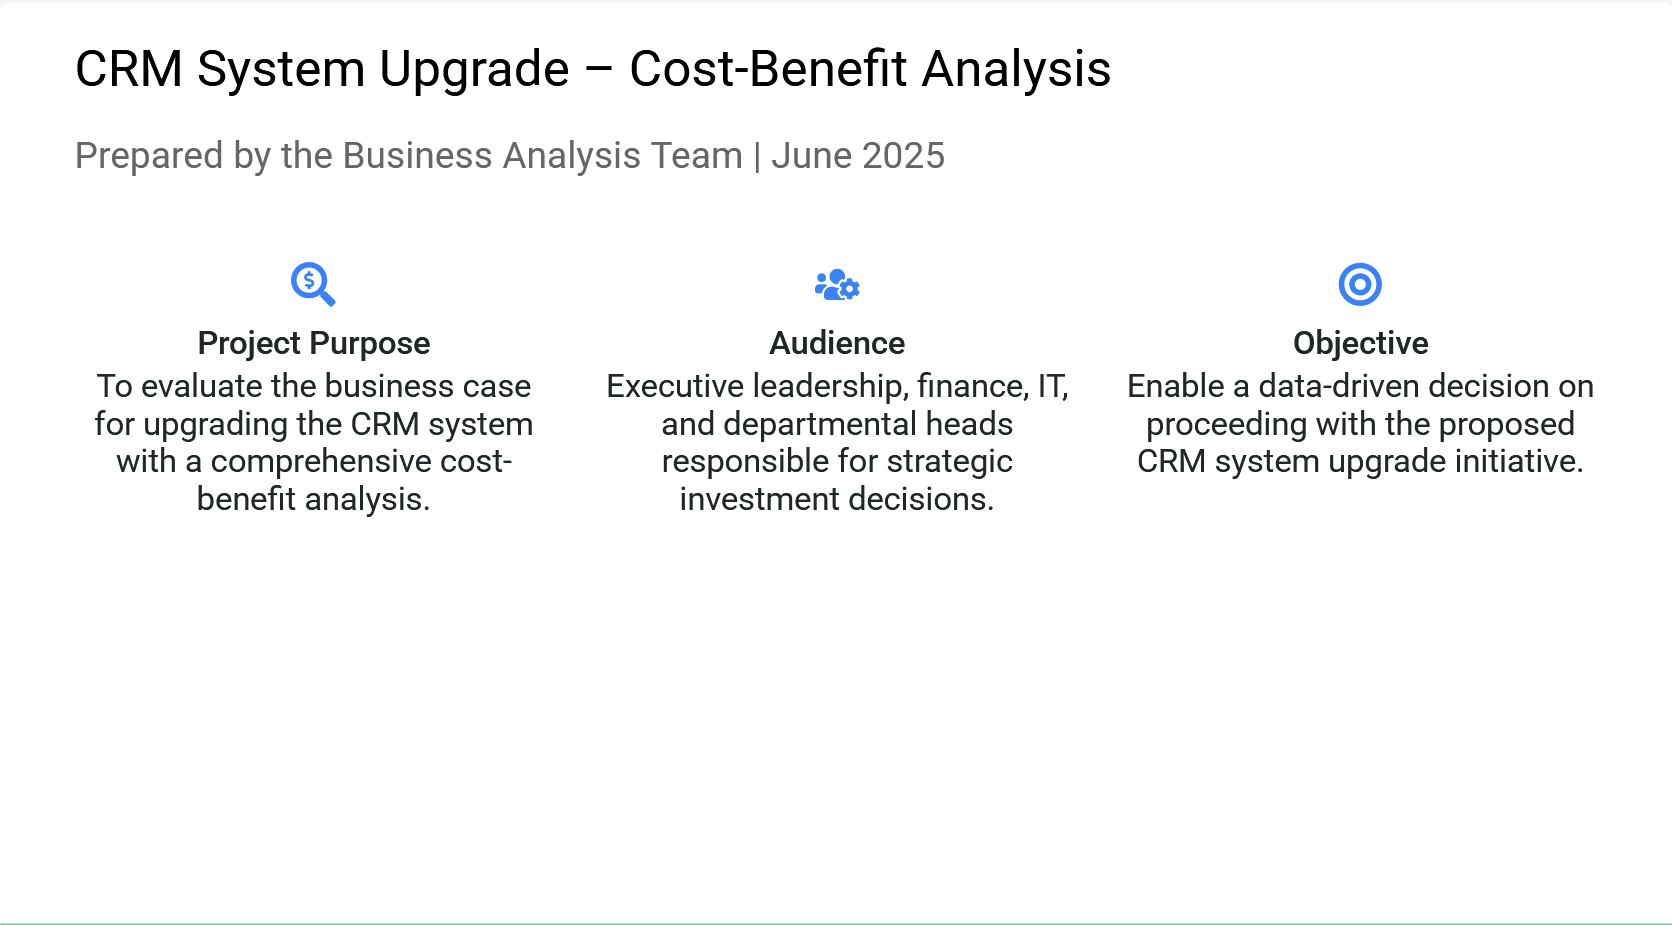 CRM System Upgrade – Cost-Benefit Analysis
Prepared by the Business Analysis Team | June 2025
Project Purpose
To evaluate the business case
for upgrading the CRM system
with a comprehensive cost-
benefit analysis.
Audience
Executive leadership, finance, IT,
and departmental heads
responsible for strategic
investment decisions.
Objective
Enable a data-driven decision on
proceeding with the proposed
CRM system upgrade initiative.